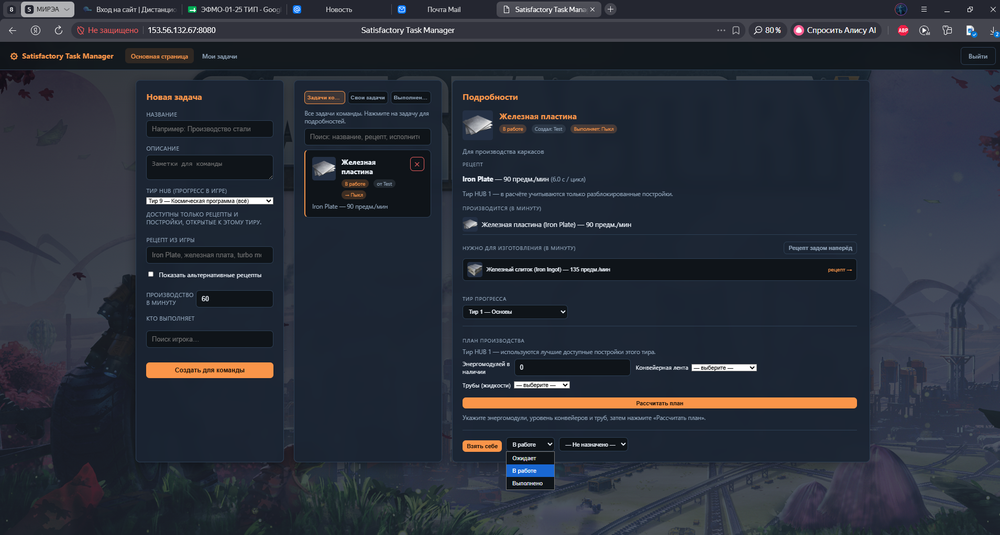 8
5 МИРЭА
Вход на сайт | Дистанцио
ЭФМО-01-25 ТИП - Goog
Новость
Почта Mail
Satisfactory Task Mana
Не защищено
153.56.132.67:8080
Satisfactory Task Manager
80 %
Спросить Алису AI
ABP
2
Satisfactory Task Manager
Основная страница
Мои задачи
Выйти
Новая задача
НАЗВАНИЕ
Например: Производство стали
ОПИСАНИЕ
Заметки для команды
ТИР HUB (ПРОГРЕСС В ИГРЕ)
Тир 9 — Космическая программа (всё)
ДОСТУПНЫ ТОЛЬКО РЕЦЕПТЫ И
ПОСТРОЙКИ, ОТКРЫТЫЕ К ЭТОМУ ТИРУ.
РЕЦЕПТ ИЗ ИГРЫ
Iron Plate, железная плата, turbo mo
Показать альтернативные рецепты
ПРОИЗВОДСТВО
В МИНУТУ
60
КТО ВЫПОЛНЯЕТ
Поиск игрока...
Создать для команды
Задачи ко...
Свои задачи
Выполнен...
Все задачи команды. Нажмите на задачу для
подробностей.
Поиск: название, рецепт, исполните
Железная
пластина
В работе
от Test
→ Пыкл
Iron Plate — 90 предм./мин
Подробности
Железная пластина
В работе
Создал: Test
Выполняет: Пыкл
Для производства каркасов
РЕЦЕПТ
Iron Plate — 90 предм./мин (6.0 с / цикл)
Тир HUB 1 — в расчёте учитываются только разблокированные постройки.
ПРОИЗВОДИТСЯ (В МИНУТУ)
Железная пластина (Iron Plate) — 90 предм./мин
НУЖНО ДЛЯ ИЗГОТОВЛЕНИЯ (В МИНУТУ)
Рецепт задом наперёд
Железный слиток (Iron Ingot) — 135 предм./мин
рецепт →
ТИР ПРОГРЕССА
Тир 1 — Основы
ПЛАН ПРОИЗВОДСТВА
Тир HUB 1 — используются лучшие доступные постройки этого тира.
Энергомодулей в
наличии
0
Конвейерная лента
— выберите —
Трубы (жидкости)
— выберите —
Рассчитать план
Укажите энергомодули, уровень конвейеров и труб, затем нажмите «Рассчитать план».
Взять себе
В работе
— Не назначено —
Ожидает
В работе
Выполнено